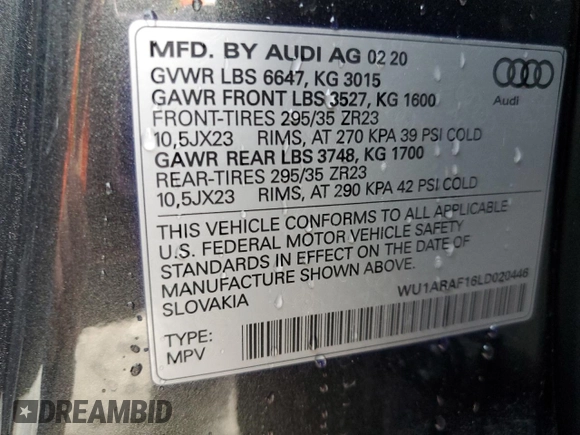 MFD. BY AUDI AG 02 20
GVWR LBS 6647, KG 3015
GAWR FRONT LBS 3527, KG 1600
FRONT-TIRES 295/35 ZR23
10,5JX23 RIMS, AT 270 KPA 39 PSI COLD
GAWR REAR LBS 3748, KG 1700
REAR-TIRES 295/35 ZR23
10,5JX23 RIMS, AT 290 KPA 42 PSI COLD
Audi
THIS VEHICLE CONFORMS TO ALL APPLICABLE
U.S. FEDERAL MOTOR VEHICLE SAFETY
STANDARDS IN EFFECT ON THE DATE OF
MANUFACTURE SHOWN ABOVE.
SLOVAKIA
WU1ARAF16LD020446
TYPE:
MPV
DREAMBID